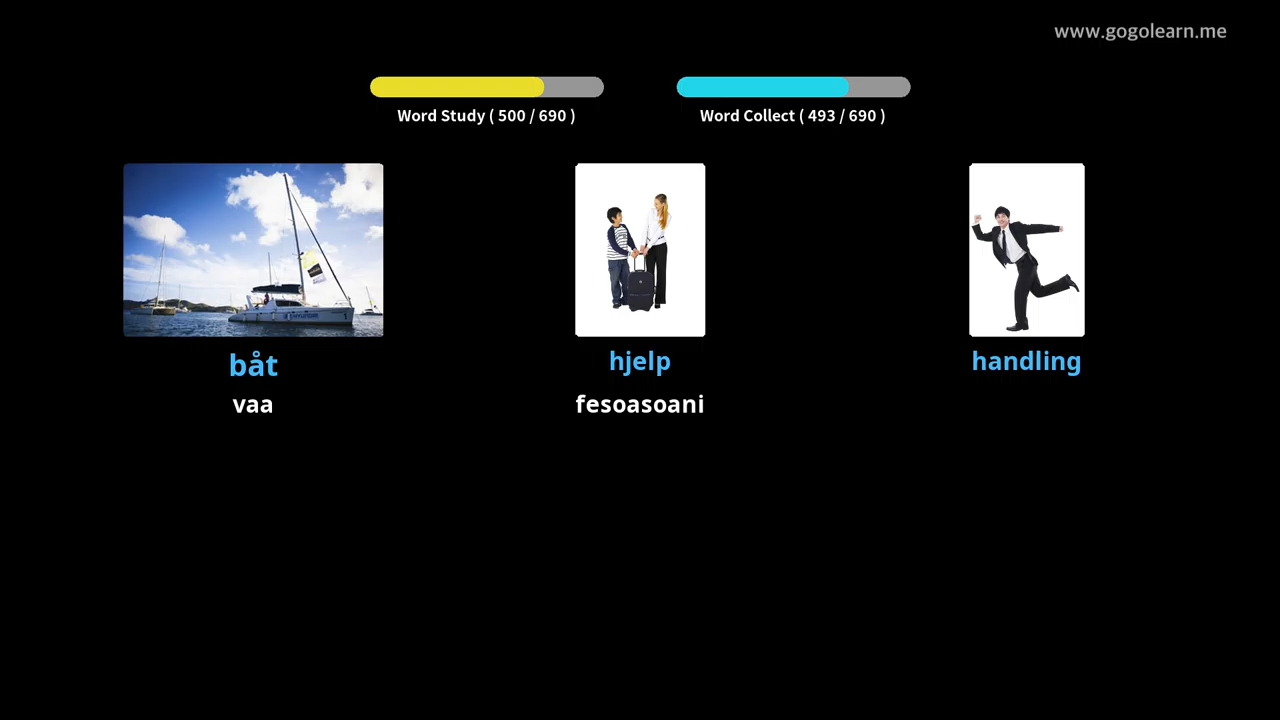 www.gogolearn.me
Word Study ( 500 / 690 )
Word Collect ( 493 / 690 )
båt
hjelp
handling
vaa
fesoasoani